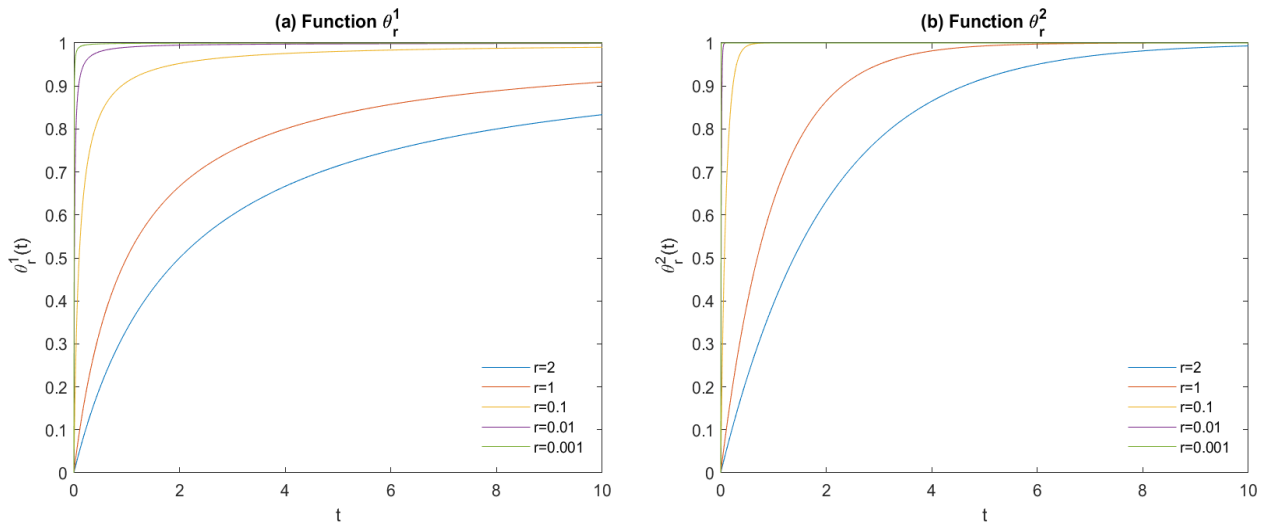 (a) Function θ_r^1
1
0.9
0.8
0.7
0.6
0.5
0.4
0.3
0.2
0.1
0
θ_r^1(t)
r=2
r=1
r=0.1
r=0.01
r=0.001
0 2 4 6 8 10
t
(b) Function θ_r^2
1
0.9
0.8
0.7
0.6
0.5
0.4
0.3
0.2
0.1
0
θ_r^2(t)
r=2
r=1
r=0.1
r=0.01
r=0.001
0 2 4 6 8 10
t